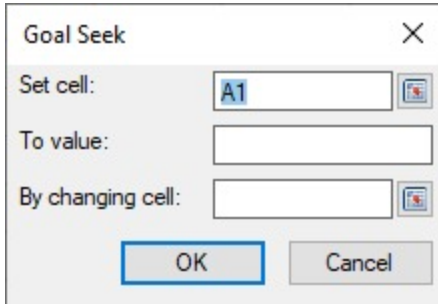 Goal Seek
Set cell: A1
To value:
By changing cell:
OK Cancel